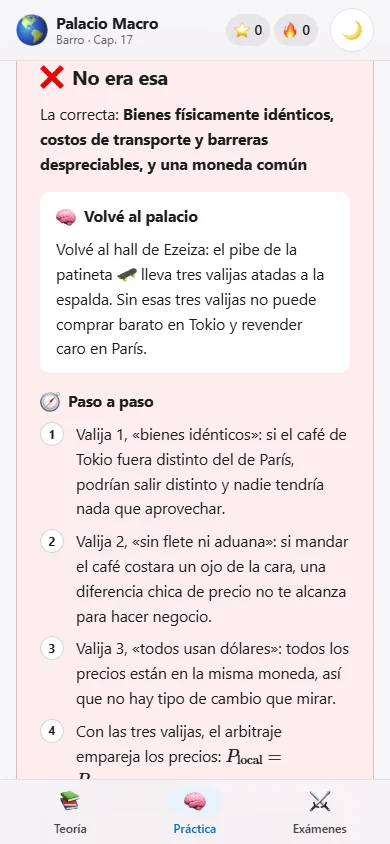 Palacio Macro
Barro · Cap. 17
⭐ 0
🔥 0
❌ No era esa
La correcta: Bienes físicamente idénticos,
costos de transporte y barreras
despreciables, y una moneda común
🧠 Volvé al palacio
Volvé al hall de Ezeiza: el pibe de la
patineta 🛹 lleva tres valijas atadas a la
espalda. Sin esas tres valijas no puede
comprar barato en Tokio y revender
caro en París.
🧭 Paso a paso
1 Valija 1, «bienes idénticos»: si el café de
Tokio fuera distinto del de París,
podrían salir distinto y nadie tendría
nada que aprovechar.
2 Valija 2, «sin flete ni aduana»: si mandar
el café costara un ojo de la cara, una
diferencia chica de precio no te alcanza
para hacer negocio.
3 Valija 3, «todos usan dólares»: todos los
precios están en la misma moneda, así
que no hay tipo de cambio que mirar.
4 Con las tres valijas, el arbitraje
empareja los precios: P_local =
Teoría
Práctica
Exámenes